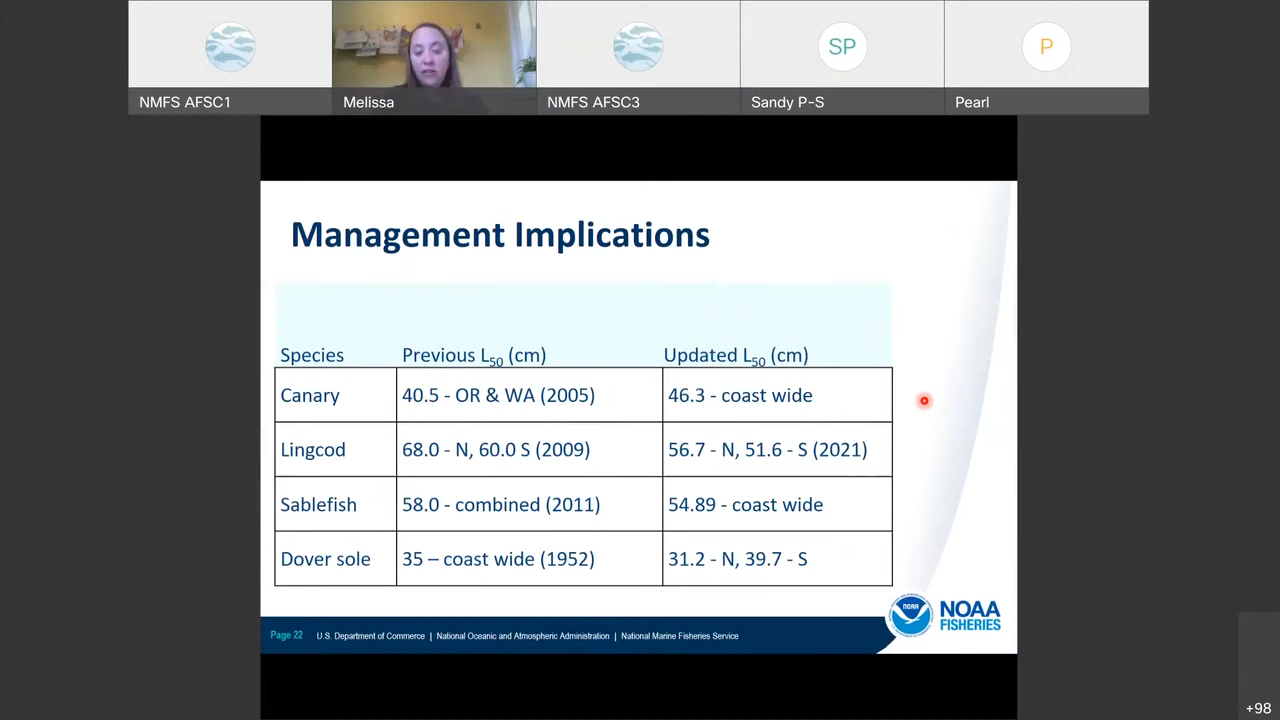 SP
P
NMFS AFSC1
Melissa
NMFS AFSC3
Sandy P-S
Pearl
Management Implications
Species Previous L50 (cm) Updated L50 (cm)
Canary 40.5 - OR & WA (2005) 46.3 - coast wide
Lingcod 68.0 - N, 60.0 S (2009) 56.7 - N, 51.6 - S (2021)
Sablefish 58.0 - combined (2011) 54.89 - coast wide
Dover sole 35 – coast wide (1952) 31.2 - N, 39.7 - S
NOAA
NOAA
FISHERIES
Page 22 U.S. Department of Commerce | National Oceanic and Atmospheric Administration | National Marine Fisheries Service
+98